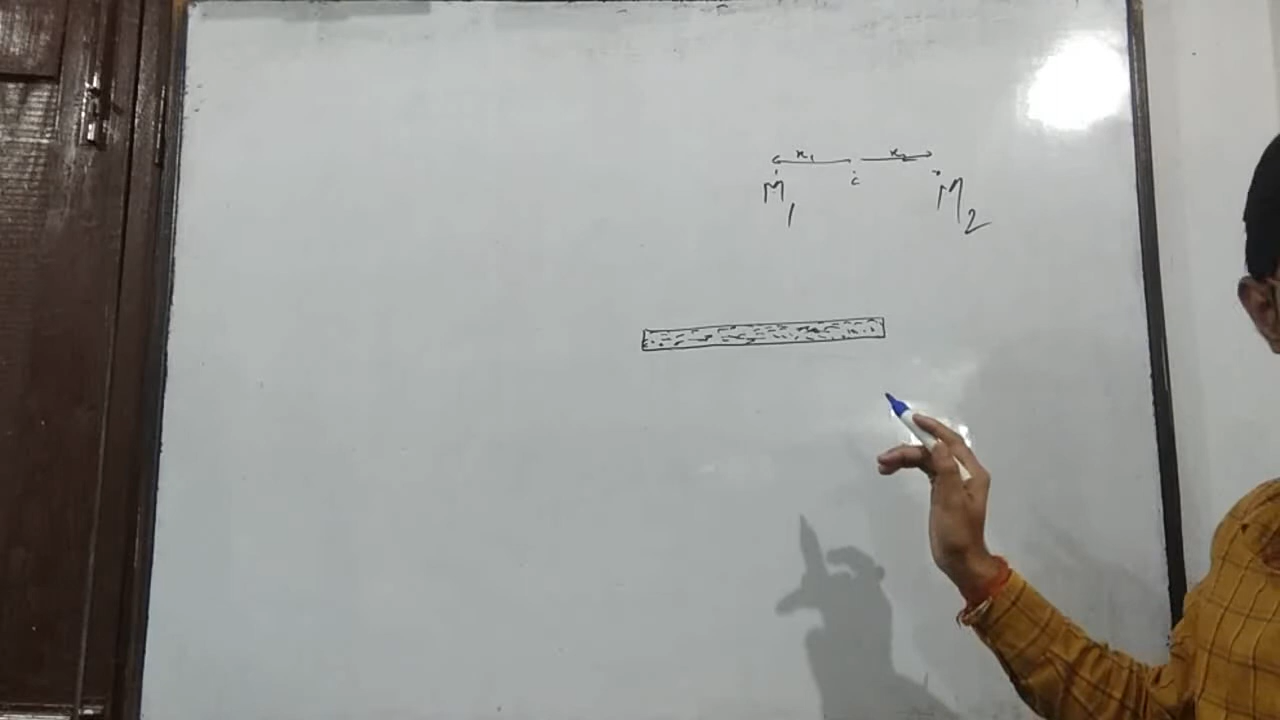 x₁ x₂
M₁ c M₂